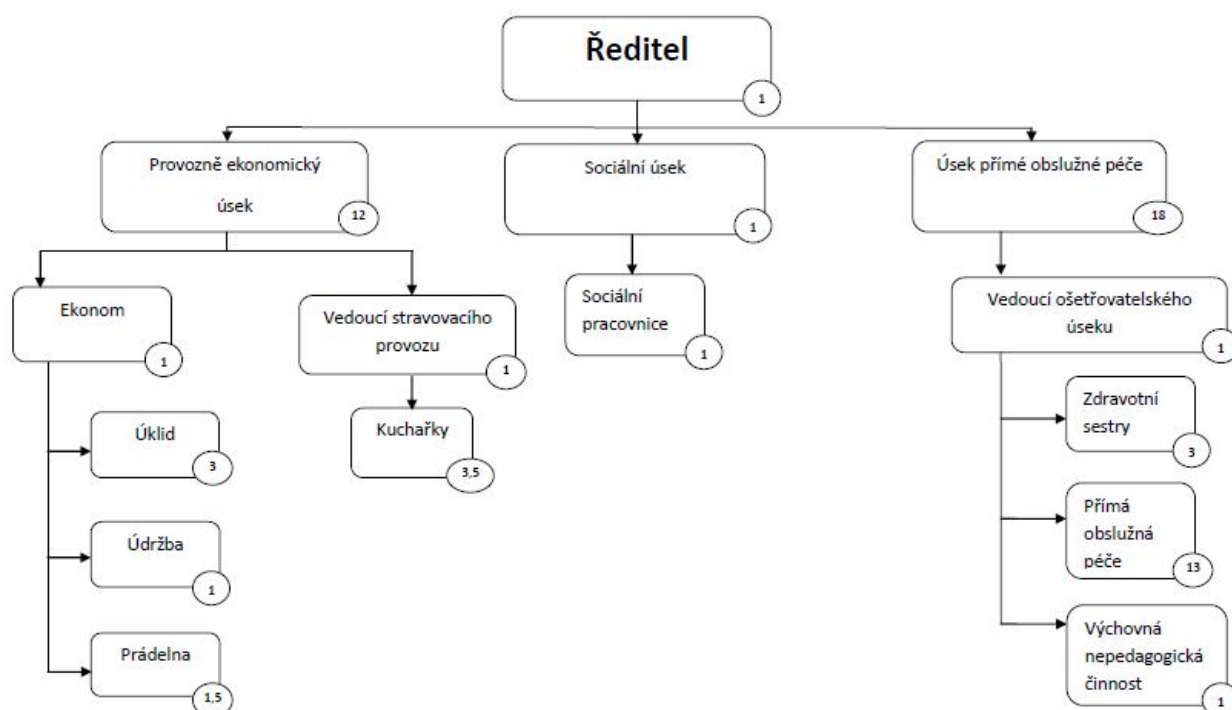 Ředitel
1
Provozně ekonomický
úsek
12
Sociální úsek
1
Úsek přímé obslužné péče
18
Ekonom
1
Vedoucí stravovacího
provozu
1
Sociální
pracovnice
1
Vedoucí ošetřovatelského
úseku
1
Úklid
3
Kuchařky
3,5
Zdravotní
sestry
3
Údržba
1
Přímá
obslužná
péče
13
Prádelna
1,5
Výchovná
nepedagogická
činnost
1